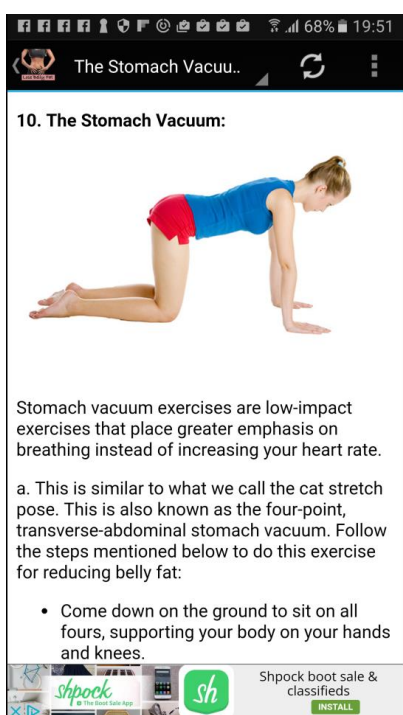 68% 19:51
The Stomach Vacuu..
10. The Stomach Vacuum:
Stomach vacuum exercises are low-impact
exercises that place greater emphasis on
breathing instead of increasing your heart rate.
a. This is similar to what we call the cat stretch
pose. This is also known as the four-point,
transverse-abdominal stomach vacuum. Follow
the steps mentioned below to do this exercise
for reducing belly fat:
• Come down on the ground to sit on all
fours, supporting your body on your hands
and knees.
shpock
The Boot Sale App
sh
Shpock boot sale &
classifieds
INSTALL